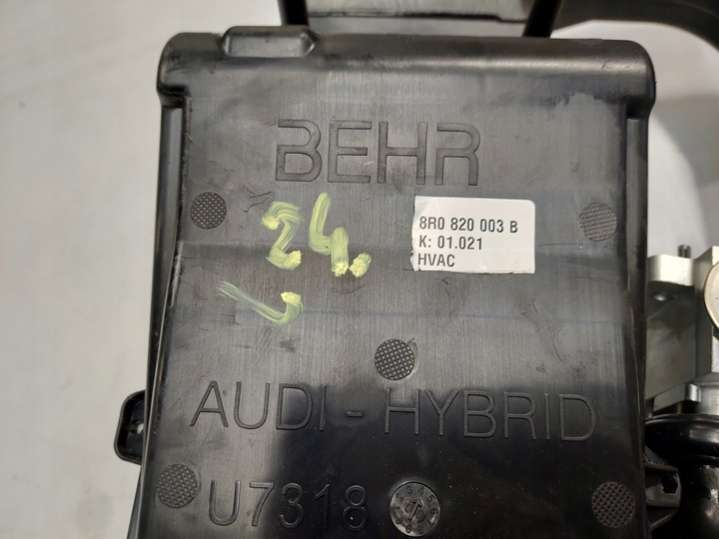 BEHR
8R0 820 003 B
K: 01.021
HVAC
24.
AUDI - HYBRID
U7318